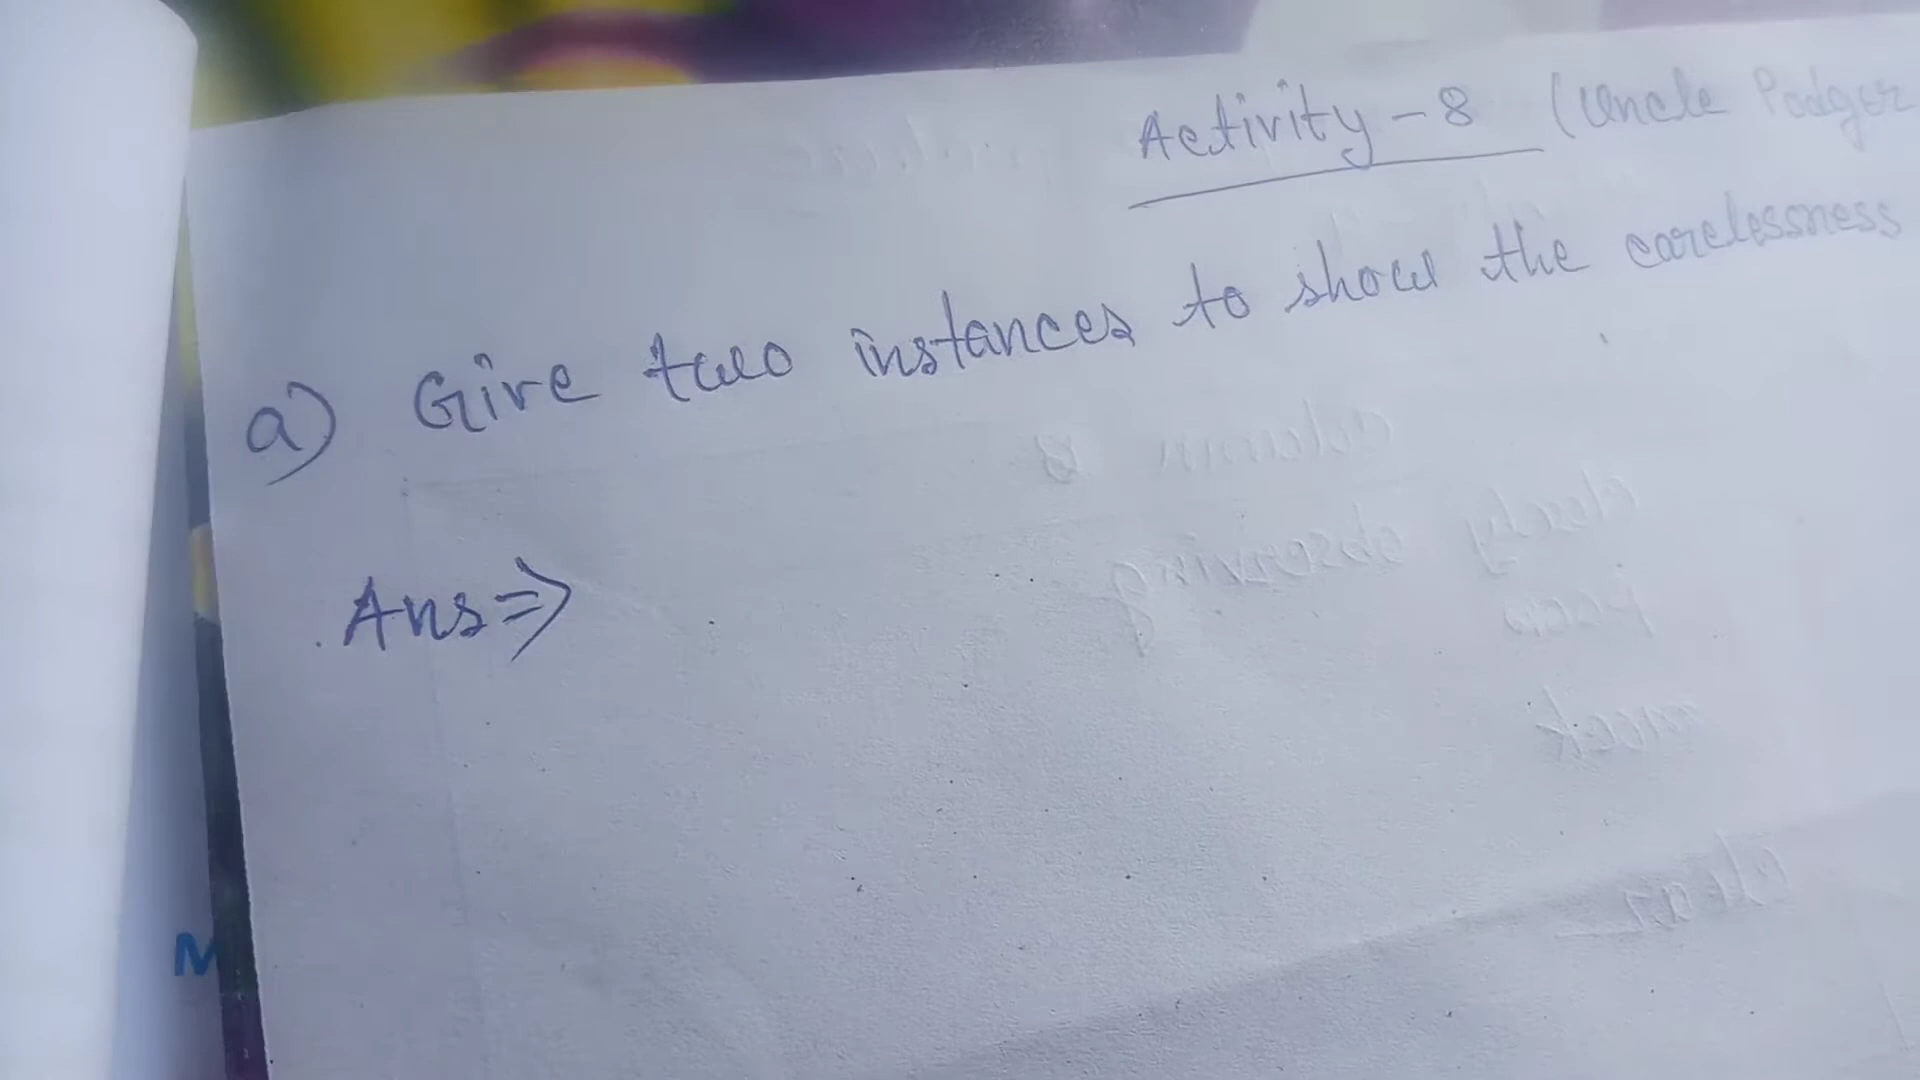 Activity - 8 (Uncle Podger
a) Give two instances to show the carelessness
Ans ⇒
M